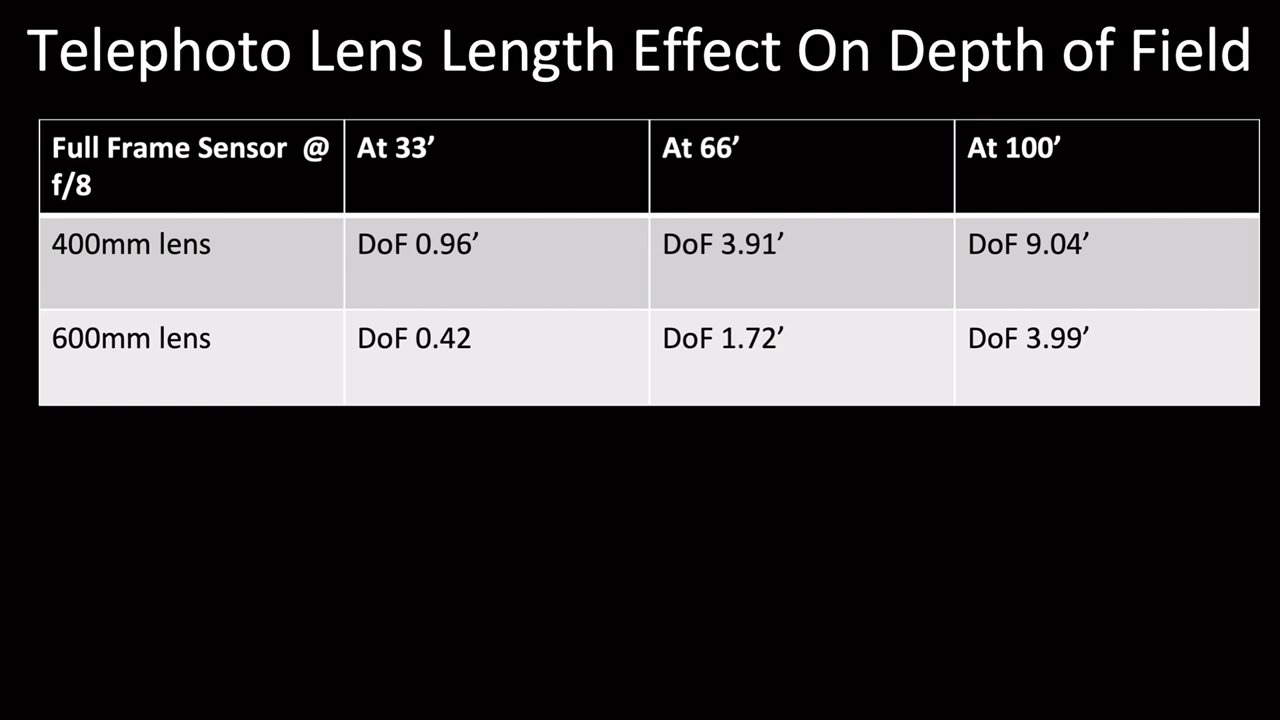 Telephoto Lens Length Effect On Depth of Field
Full Frame Sensor  @ f/8
At 33’
At 66’
At 100’
400mm lens
DoF 0.96’
DoF 3.91’
DoF 9.04’
600mm lens
DoF 0.42
DoF 1.72’
DoF 3.99’